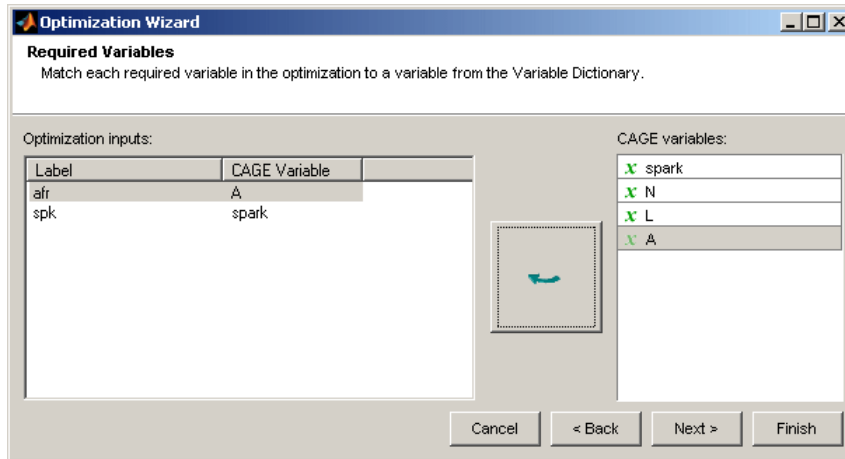 Optimization Wizard
Required Variables
Match each required variable in the optimization to a variable from the Variable Dictionary.
Optimization inputs:
CAGE variables:
Label CAGE Variable
afr A
spk spark
x spark
x N
x L
x A
Cancel < Back Next > Finish